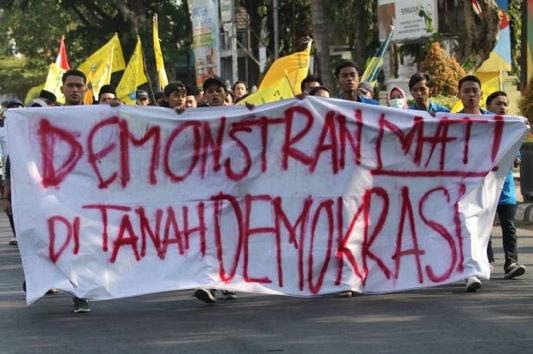 DEMONSTRAN MATI
DI TANAH DEMOKRASI